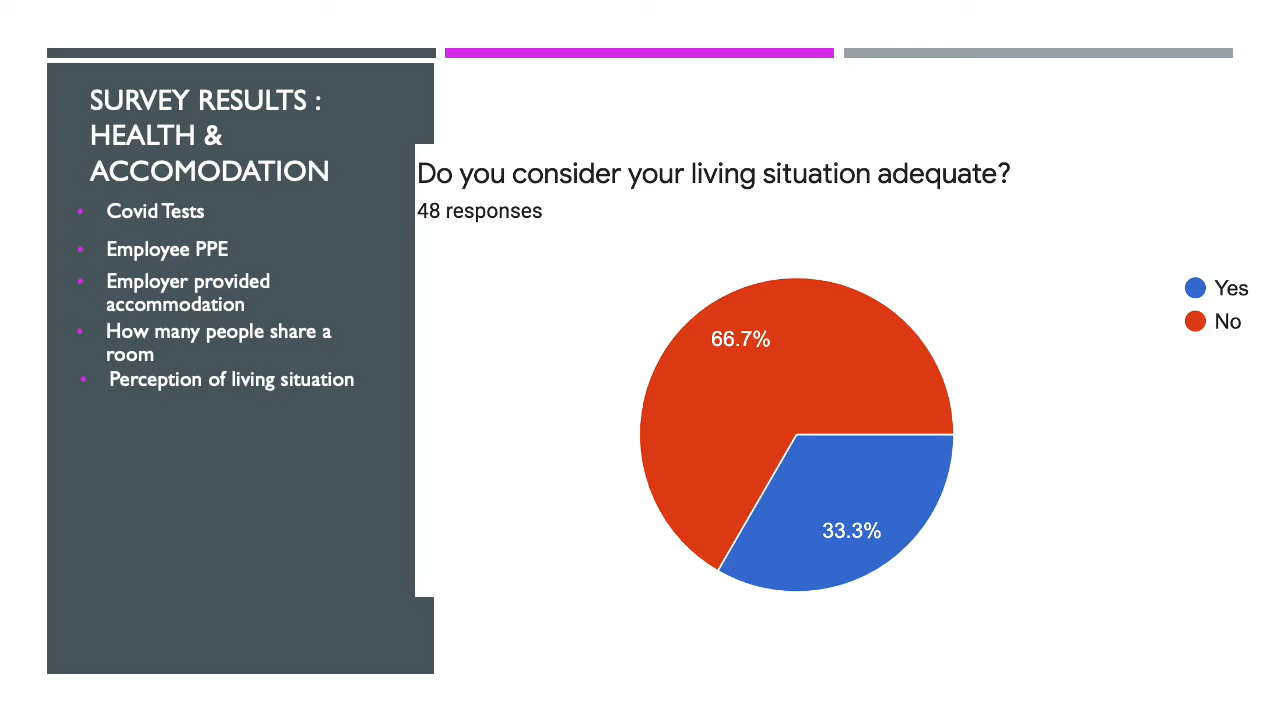 SURVEY RESULTS :
HEALTH &
ACCOMODATION
• Covid Tests
• Employee PPE
• Employer provided
accommodation
• How many people share a
room
• Perception of living situation
Do you consider your living situation adequate?
48 responses
66.7%
33.3%
Yes
No